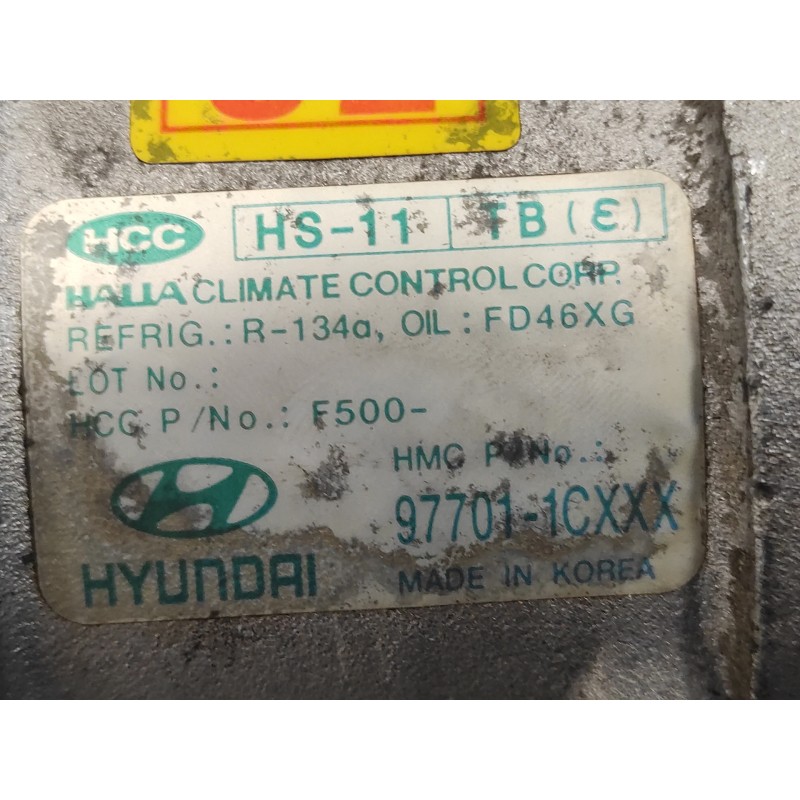 HCC HS-11 TB (ε)
HALLA CLIMATE CONTROL CORP.
REFRIG.: R-134a, OIL: FD46XG
LOT No.:
HCC P/No.: F500-
HMC P/No.:
97701-1CXXX
HYUNDAI
MADE IN KOREA